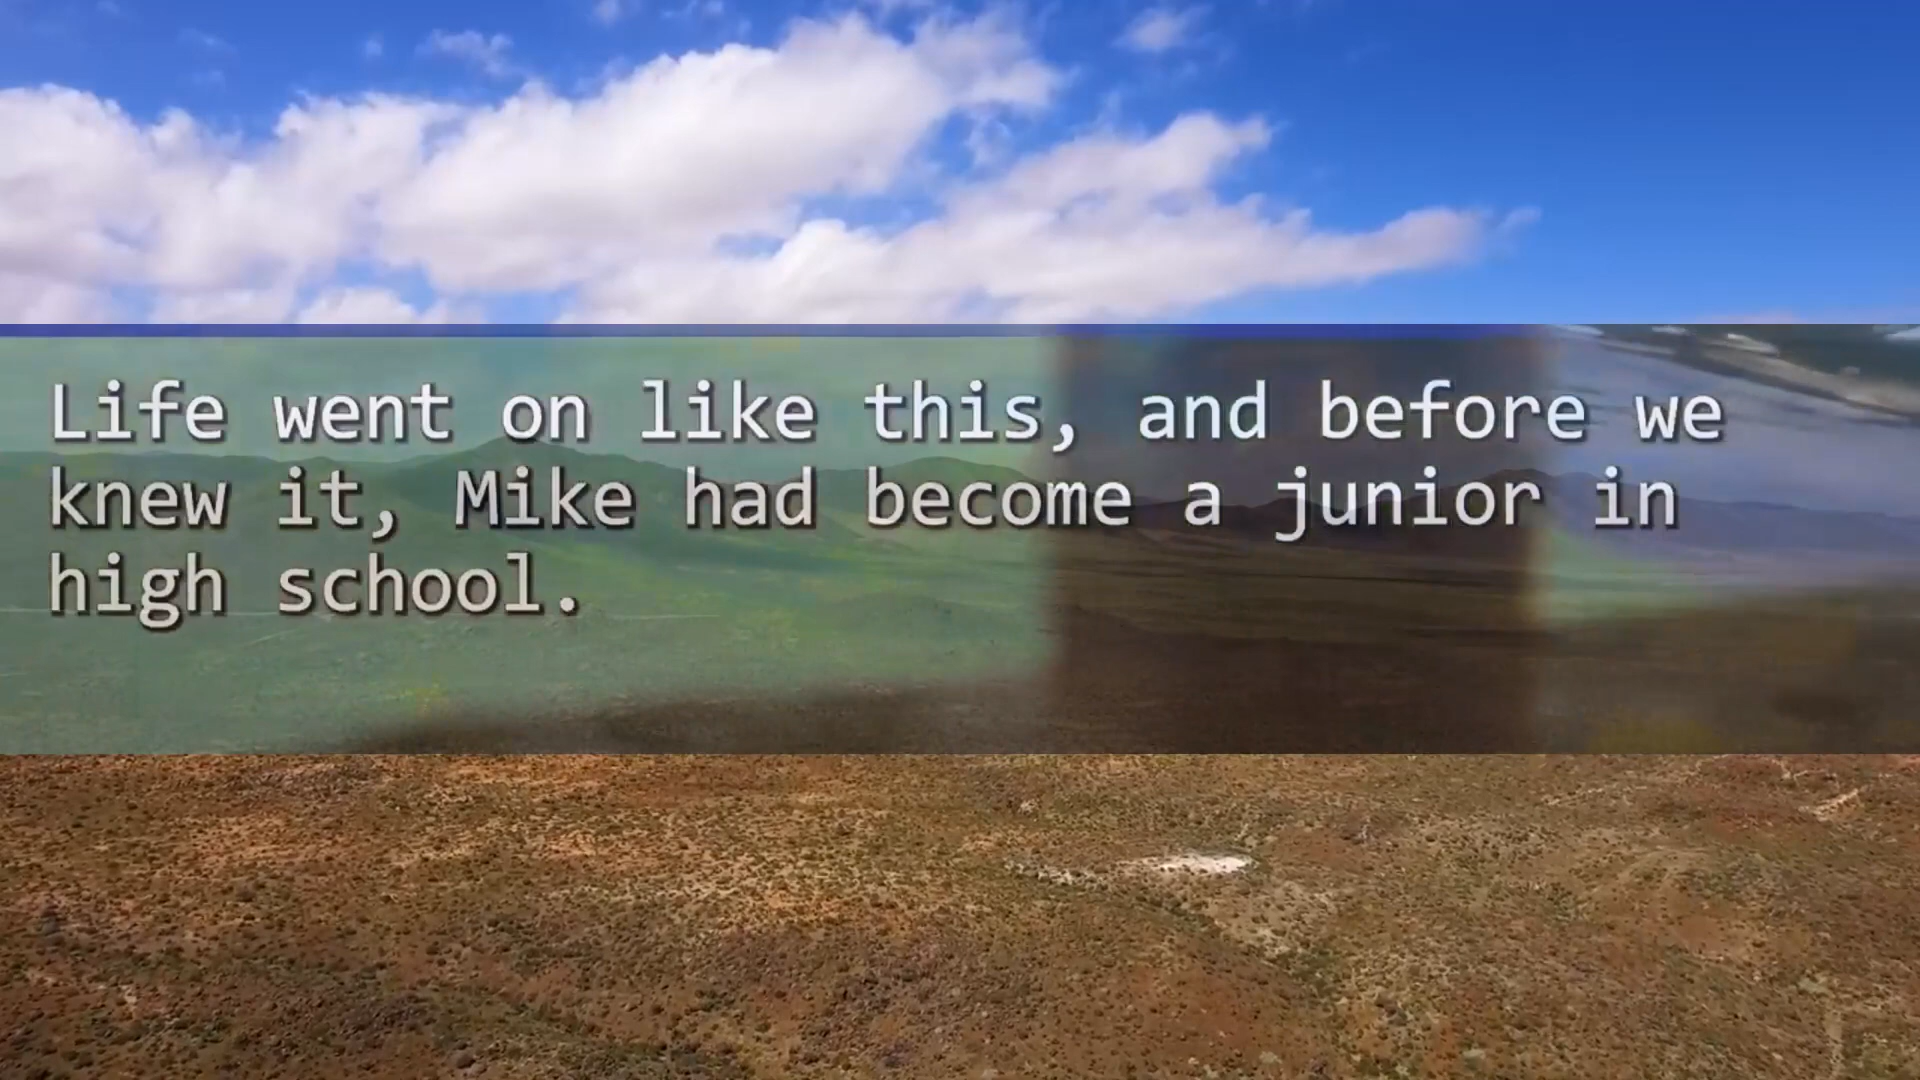 Life went on like this, and before we
knew it, Mike had become a junior in
high school.